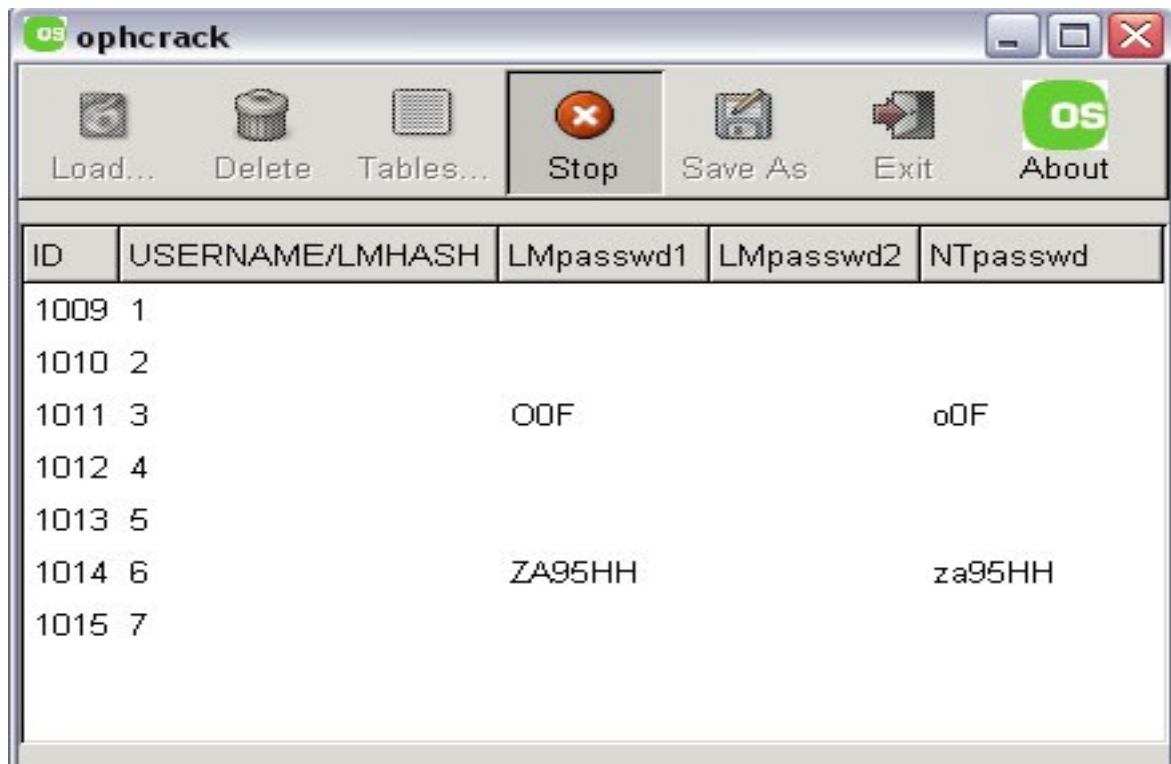 OS ophcrack
Load... Delete Tables... Stop Save As Exit OS About
ID USERNAME/LMHASH LMpasswd1 LMpasswd2 NTpasswd
1009 1
1010 2
1011 3 O0F o0F
1012 4
1013 5
1014 6 ZA95HH za95HH
1015 7